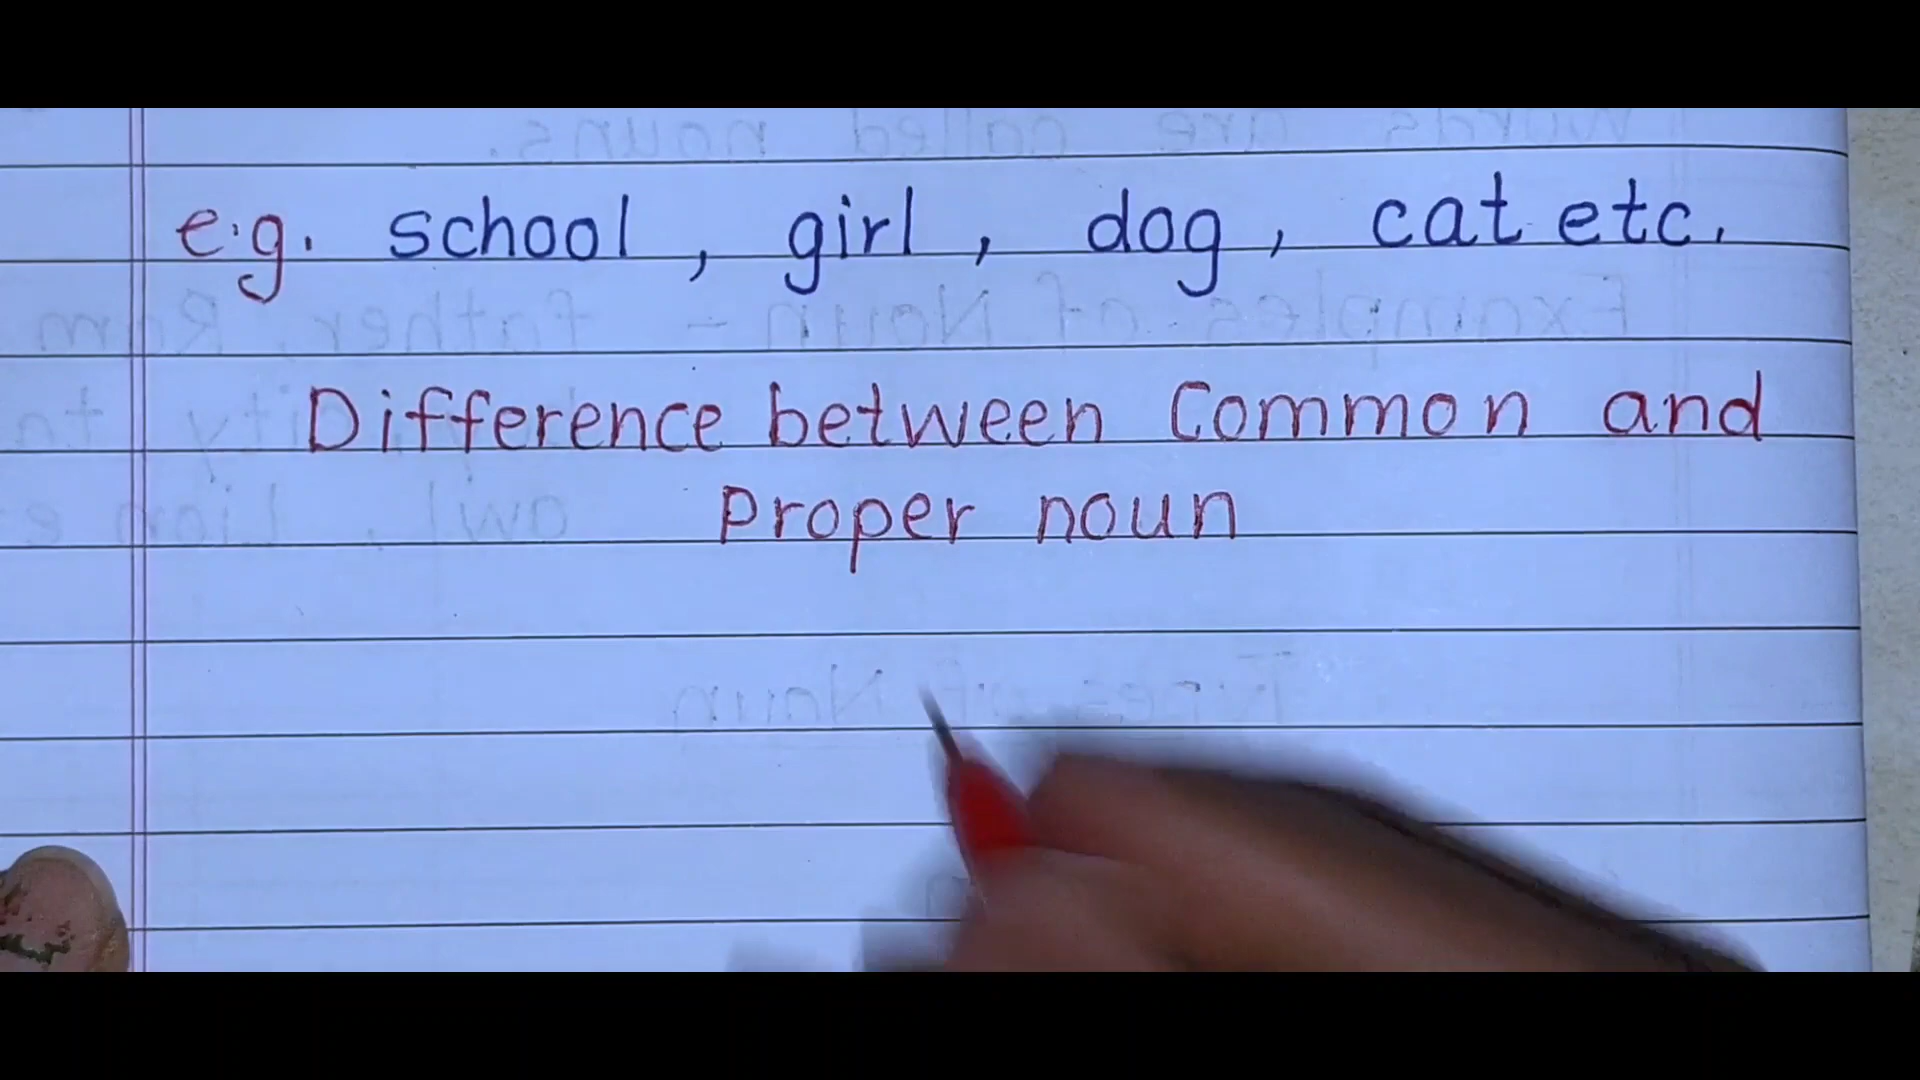 e.g. school, girl, dog, cat etc.
Difference between Common and
Proper noun